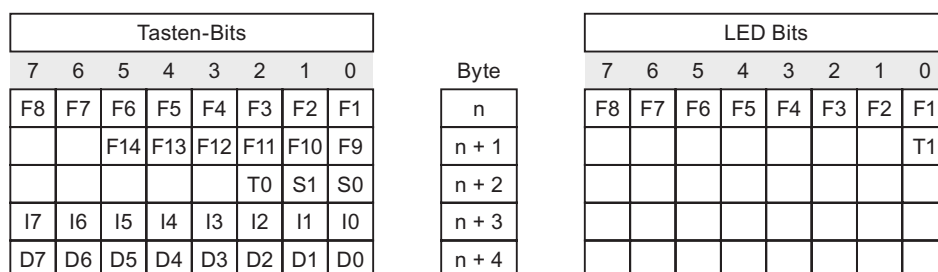 Tasten-Bits LED Bits
7 6 5 4 3 2 1 0 Byte 7 6 5 4 3 2 1 0
F8 F7 F6 F5 F4 F3 F2 F1 n F8 F7 F6 F5 F4 F3 F2 F1
F14 F13 F12 F11 F10 F9 n + 1 T1
T0 S1 S0 n + 2
I7 I6 I5 I4 I3 I2 I1 I0 n + 3
D7 D6 D5 D4 D3 D2 D1 D0 n + 4